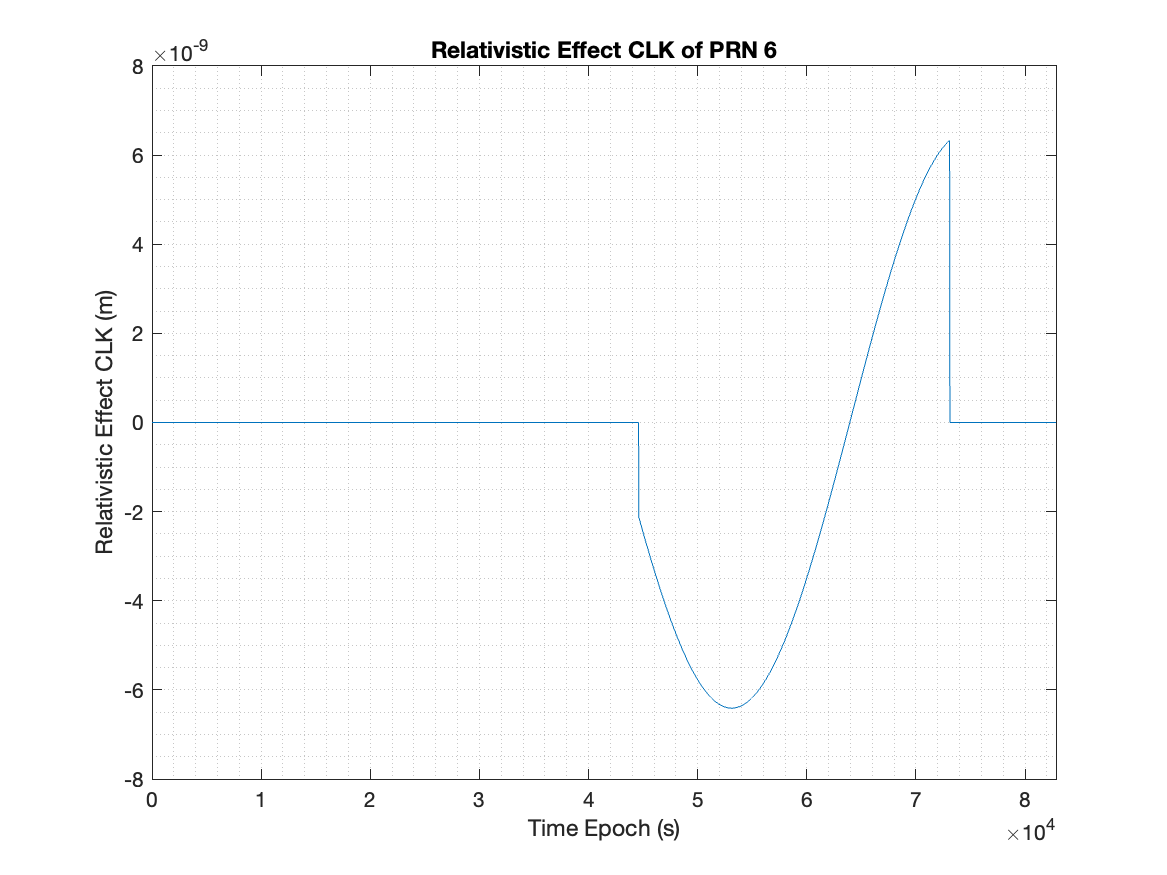 Relativistic Effect CLK of PRN 6
×10-9
8
6
4
2
0
-2
-4
-6
-8
Relativistic Effect CLK (m)
0 1 2 3 4 5 6 7 8
Time Epoch (s)
×104